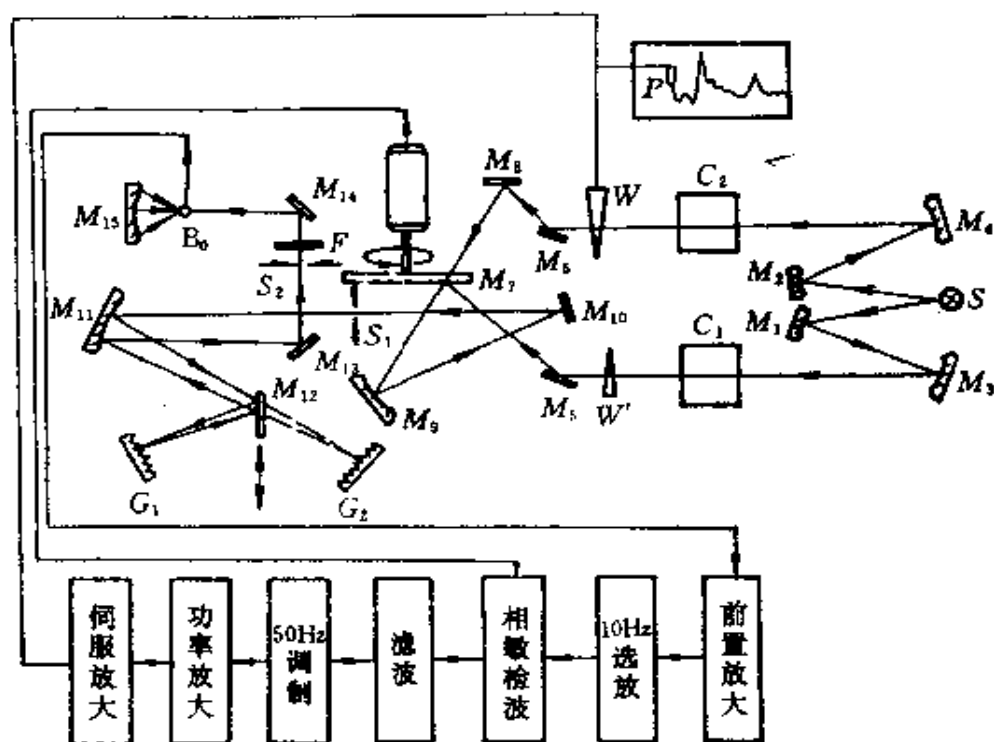 P
M₈
W
C₂
M₁₄
M₁₅
B₀
F
M₆
M₄
M₇
M₂
S₂
M₁₁
M₁₀
S
S₁
M₁
C₁
M₁₃
M₁₂
M₅
W'
M₃
M₉
G₁
G₂
伺服放大
功率放大
50Hz调制
滤波
相敏检波
10Hz选放
前置放大